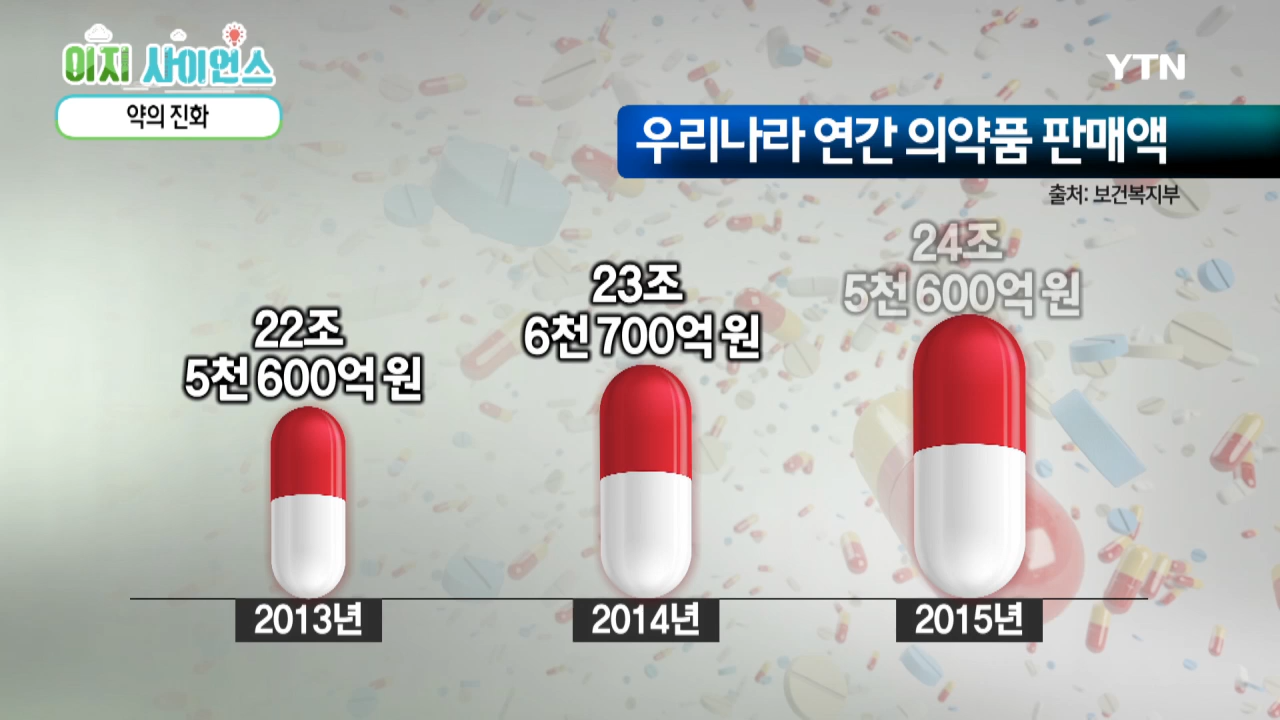 이지 사이언스
약의 진화
YTN
우리나라 연간 의약품 판매액
출처: 보건복지부
22조
5천 600억 원
23조
6천 700억 원
24조
5천 600억 원
2013년
2014년
2015년